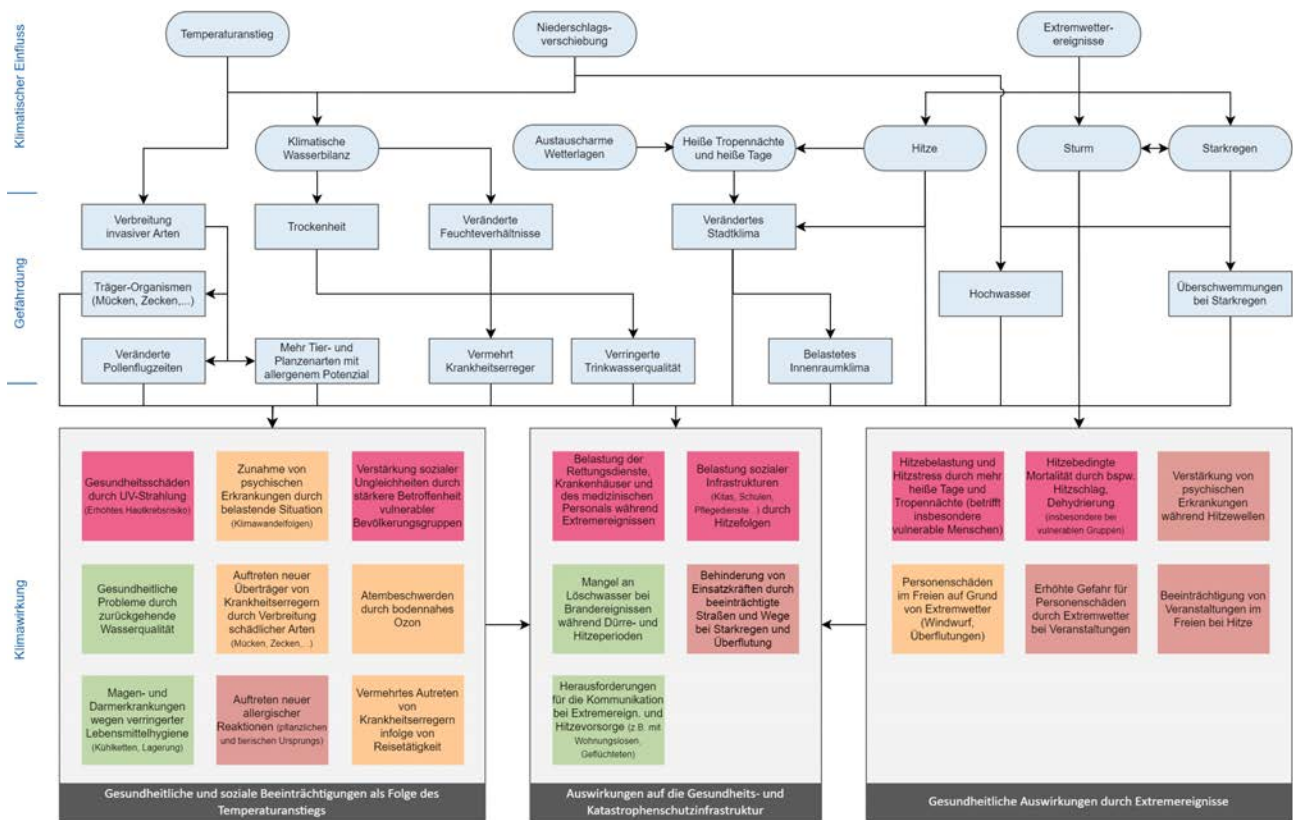 Klimatischer Einfluss
Temperaturanstieg
Niederschlags-
verschiebung
Extremwetter-
ereignisse
Klimatische
Wasserbilanz
Austauscharme
Wetterlagen
Heiße Tropennächte
und heiße Tage
Hitze
Sturm
Starkregen
Gefährdung
Verbreitung
invasiver Arten
Trockenheit
Veränderte
Feuchteverhältnisse
Verändertes
Stadtklima
Träger-Organismen
(Mücken, Zecken,...)
Hochwasser
Überschwemmungen
bei Starkregen
Veränderte
Pollenflugzeiten
Mehr Tier- und
Planzenarten mit
allergenem Potenzial
Vermehrt
Krankheitserreger
Verringerte
Trinkwasserqualität
Belastetes
Innenraumklima
Klimawirkung
Gesundheitsschäden
durch UV-Strahlung
(Erhöhtes Hautkrebsrisiko)
Zunahme von
psychischen
Erkrankungen durch
belastende Situation
(Klimawandelfolgen)
Verstärkung sozialer
Ungleichheiten durch
stärkere Betroffenheit
vulnerabler
Bevölkerungsgruppen
Gesundheitliche
Probleme durch
zurückgehende
Wasserqualität
Auftreten neuer
Überträger von
Krankheitserregern
durch Verbreitung
schädlicher Arten
(Mücken, Zecken,...)
Atembeschwerden
durch bodennahes
Ozon
Magen- und
Darmerkrankungen
wegen verringerter
Lebensmittelhygiene
(Kühlketten, Lagerung)
Auftreten neuer
allergischer
Reaktionen (pflanzlichen
und tierischen Ursprungs)
Vermehrtes Autreten
von
Krankheitserregern
infolge von
Reisetätigkeit
Gesundheitliche und soziale Beeinträchtigungen als Folge des
Temperaturanstiegs
Belastung der
Rettungsdienste,
Krankenhäuser und
des medizinischen
Personals während
Extremereignissen
Belastung sozialer
Infrastrukturen
(Kitas, Schulen,
Pflegedienste...) durch
Hitzefolgen
Mangel an
Löschwasser bei
Brandereignissen
während Dürre- und
Hitzeperioden
Behinderung von
Einsatzkräften durch
beeinträchtigte
Straßen und Wege
bei Starkregen und
Überflutung
Herausforderungen
für die Kommunikation
bei Extremereign. und
Hitzevorsorge (z.B. mit
Wohnungslosen,
Geflüchteten)
Auswirkungen auf die Gesundheits- und
Katastrophenschutzinfrastruktur
Hitzebelastung und
Hitzstress durch mehr
heiße Tage und
Tropennächte (betrifft
insbesondere
vulnerable Menschen)
Hitzebedingte
Mortalität durch bspw.
Hitzschlag,
Dehydrierung
(insbesondere bei
vulnerablen Gruppen)
Verstärkung von
psychischen
Erkrankungen
während Hitzewellen
Personenschäden
im Freien auf Grund
von Extremwetter
(Windwurf,
Überflutungen)
Erhöhte Gefahr für
Personenschäden
durch Extremwetter
bei Veranstaltungen
Beeinträchtigung von
Veranstaltungen im
Freien bei Hitze
Gesundheitliche Auswirkungen durch Extremereignisse